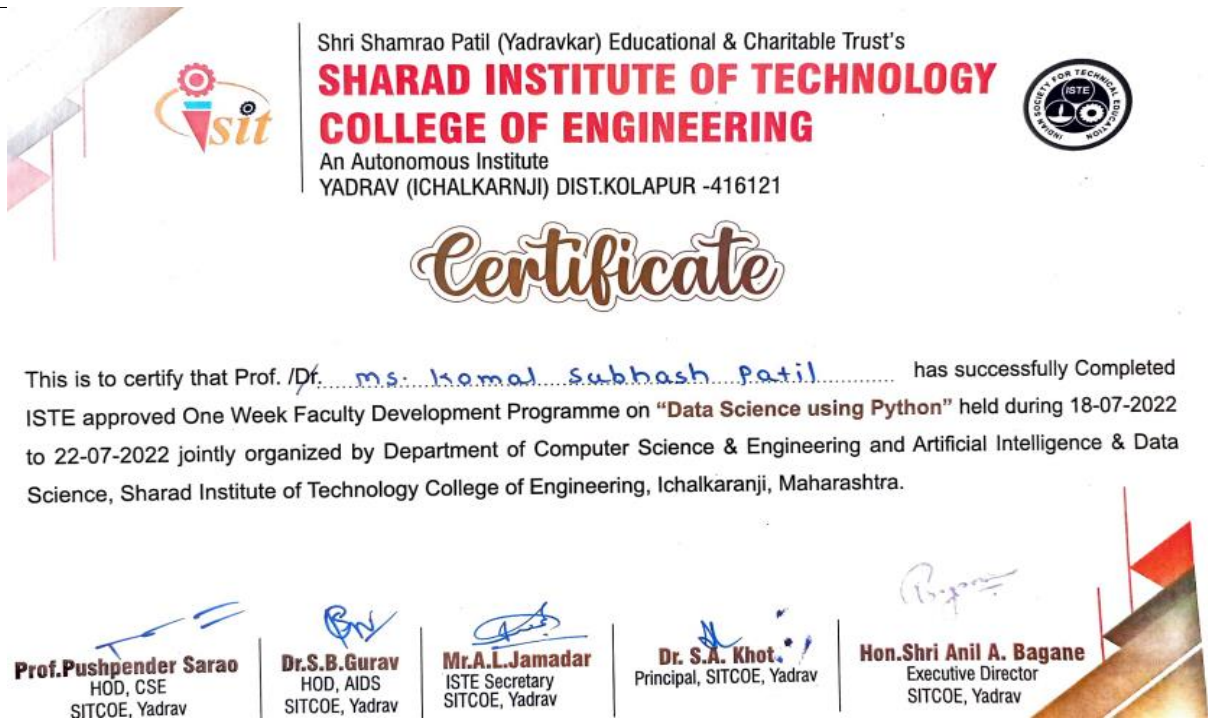 Shri Shamrao Patil (Yadravkar) Educational & Charitable Trust's
SHARAD INSTITUTE OF TECHNOLOGY
COLLEGE OF ENGINEERING
An Autonomous Institute
YADRAV (ICHALKARNJI) DIST.KOLAPUR -416121
sit
INDIAN SOCIETY FOR TECHNICAL EDUCATION
ISTE
Certificate
This is to certify that Prof. /Dr. ms. Komal Subhash Patil has successfully Completed
ISTE approved One Week Faculty Development Programme on "Data Science using Python" held during 18-07-2022
to 22-07-2022 jointly organized by Department of Computer Science & Engineering and Artificial Intelligence & Data
Science, Sharad Institute of Technology College of Engineering, Ichalkaranji, Maharashtra.
Prof.Pushpender Sarao
HOD, CSE
SITCOE, Yadrav
Dr.S.B.Gurav
HOD, AIDS
SITCOE, Yadrav
Mr.A.L.Jamadar
ISTE Secretary
SITCOE, Yadrav
Dr. S.A. Khot.
Principal, SITCOE, Yadrav
Hon.Shri Anil A. Bagane
Executive Director
SITCOE, Yadrav